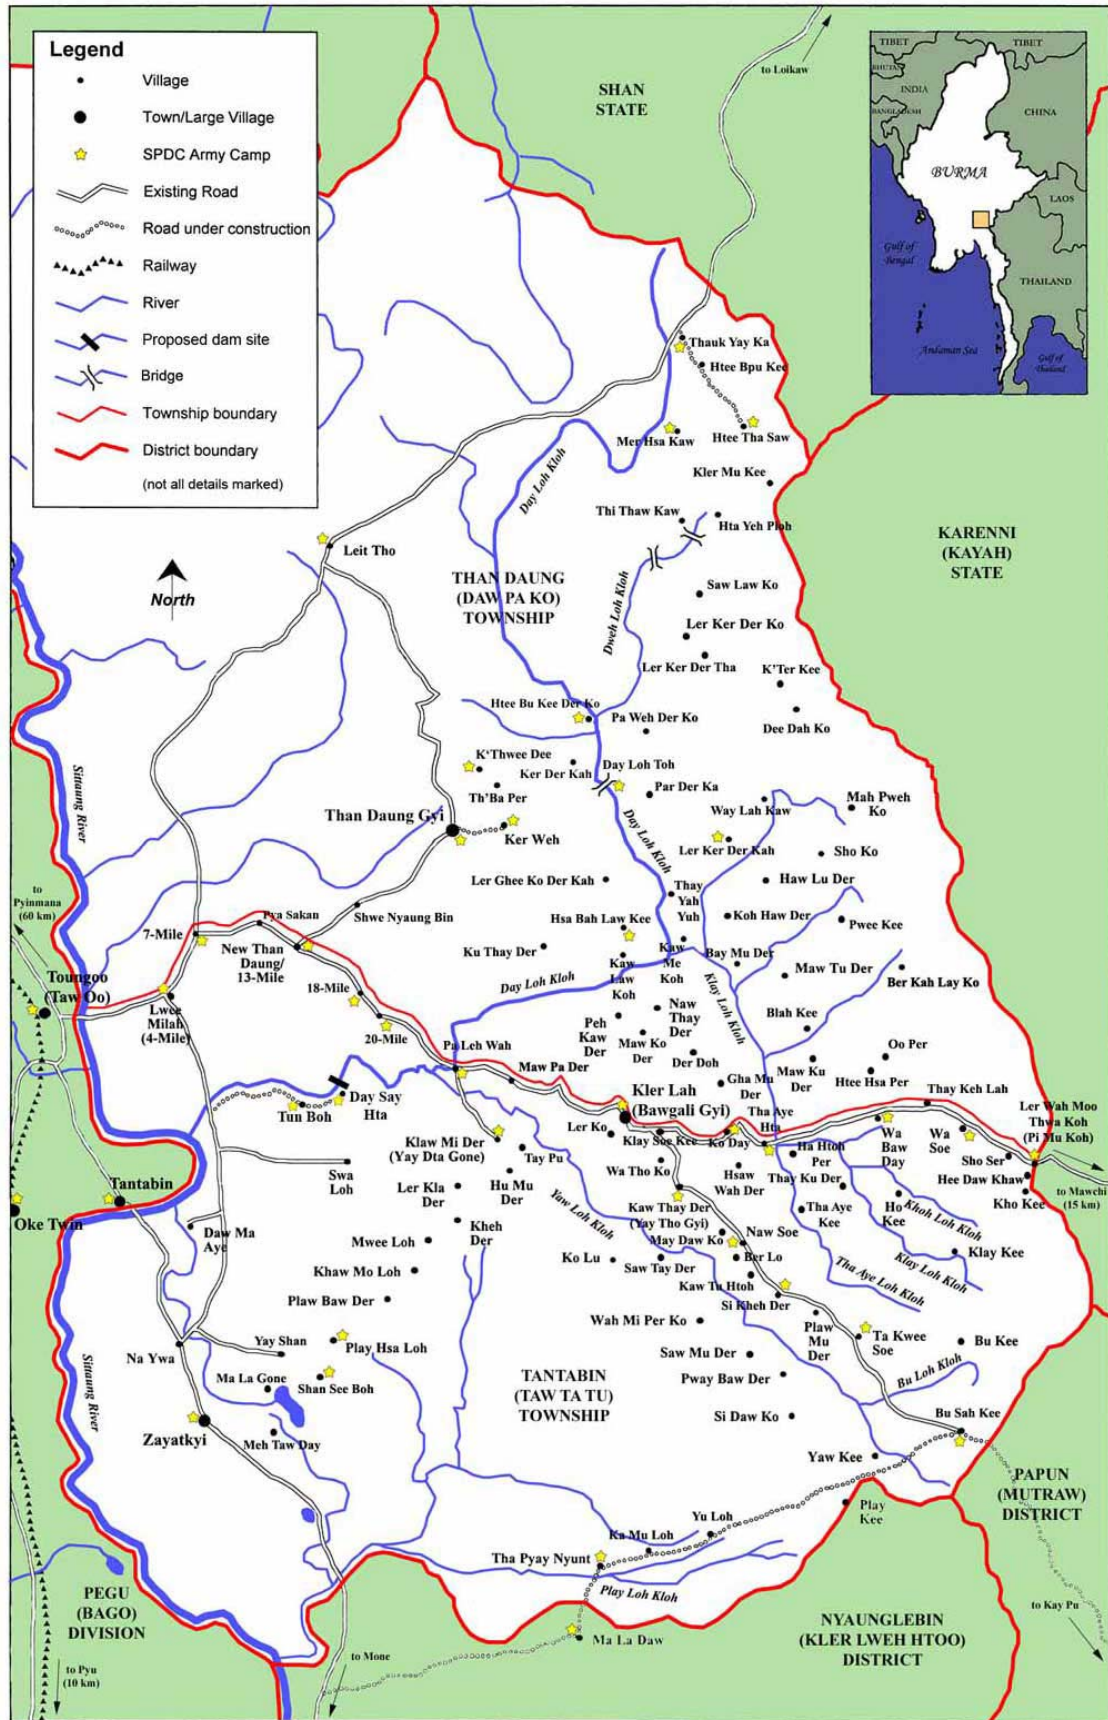 Legend
Village
Town/Large Village
SPDC Army Camp
Existing Road
Road under construction
Railway
River
Proposed dam site
Bridge
Township boundary
District boundary
(not all details marked)
to Loikaw
SHAN
STATE
TIBET
TIBET
BHUTAN
INDIA
BANGLADESH
CHINA
BURMA
LAOS
Gulf of
Bengal
THAILAND
Andaman Sea
Gulf of
Thailand
Thauk Yay Ka
Htee Bpu Kee
Mer Hsa Kaw
Htee Tha Saw
Day Loh Kloh
Kler Mu Kee
Thi Thaw Kaw
Hta Yeh Ploh
KARENNI
(KAYAH)
STATE
Leit Tho
North
THAN DAUNG
(DAW PA KO)
TOWNSHIP
Dweh Loh Kloh
Saw Law Ko
Ler Ker Der Ko
Ler Ker Der Tha
K'Ter Kee
Htee Bu Kee Der Ko
Pa Weh Der Ko
Dee Dah Ko
Sittaung River
K'Thwee Dee
Ker Der Kah
Day Loh Toh
Th'Ba Per
Par Der Ka
Way Lah Kaw
Mah Pweh
Ko
Than Daung Gyi
Ker Weh
Day Loh Kloh
Ler Ker Der Kah
Sho Ko
Ler Ghee Ko Der Kah
Thay
Yah
Yuh
Haw Lu Der
to
Pyinmana
(60 km)
Shwe Nyaung Bin
Pya Sakan
Hsa Bah Law Kee
Koh Haw Der
Pwee Kee
7-Mile
New Than
Daung/
13-Mile
Ku Thay Der
Kaw
Law
Koh
Kaw
Me
Koh
Bay Mu Der
Maw Tu Der
Ber Kah Lay Ko
Toungoo
(Taw Oo)
18-Mile
Day Loh Kloh
Klay Loh Kloh
Lwee
Milah
(4-Mile)
20-Mile
Peh
Kaw
Der
Naw
Thay
Der
Blah Kee
Maw Ko
Der
Der Doh
Pa Leh Wah
Maw Pa Der
Maw Ku
Der
Oo Per
Htee Hsa Per
Gha Mu
Der
Kler Lah
(Bawgali Gyi)
Thay Keh Lah
Day Say
Hta
Tun Boh
Tha Aye
Hta
Ler Wah Moo
Thwa Koh
(Pi Mu Koh)
Klaw Mi Der
(Yay Dta Gone)
Tay Pu
Ler Ko
Klay Soe Kee
Ko Day
Ha Htoh
Per
Wa
Baw
Day
Wa
Soe
Sho Ser
to Mawchi
(15 km)
Swa
Loh
Hu Mu
Der
Wa Tho Ko
Hsaw
Wah Der
Thay Ku Der
Hee Daw Khaw
Kho Kee
Tantabin
Ler Kla
Der
Kaw Thay Der
(Yay Tho Gyi)
Tha Aye
Kee
Ho
Kee
Khoh Loh Kloh
Oke Twin
Daw Ma
Aye
Kheh
Der
Yaw Loh Kloh
May Daw Ko
Naw Soe
Mwee Loh
Ko Lu
Saw Tay Der
Ber Lo
Klay Kee
Klay Loh Kloh
Khaw Mo Loh
Kaw Tu Htoh
Tha Aye Loh Kloh
Plaw Baw Der
Si Kheh Der
Wah Mi Per Ko
Plaw
Mu
Der
Ta Kwee
Soe
Bu Kee
Na Ywa
Yay Shan
Play Hsa Loh
Saw Mu Der
Sittaung River
Ma La Gone
Shan See Boh
TANTABIN
(TAW TA TU)
TOWNSHIP
Pway Baw Der
Bu Loh Kloh
Zayatkyi
Meh Taw Day
Si Daw Ko
Bu Sah Kee
Yaw Kee
PAPUN
(MUTRAW)
DISTRICT
Play
Kee
Yu Loh
Ka Mu Loh
Tha Pyay Nyunt
Play Loh Kloh
PEGU
(BAGO)
DIVISION
NYAUNGLEBIN
(KLER LWEH HTOO)
DISTRICT
to Kay Pu
Ma La Daw
to Mone
to Pyu
(10 km)